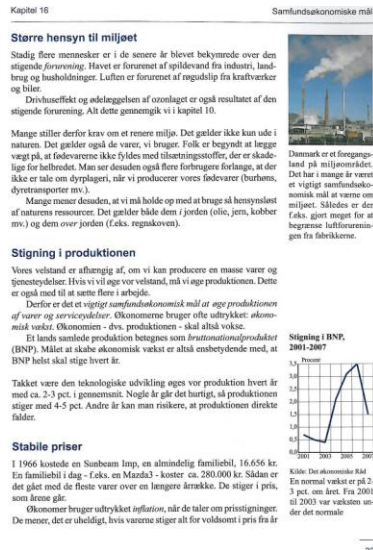 Kapitel 16
Samfundsøkonomiske mål
Større hensyn til miljøet
Stadig flere mennesker er i de senere år blevet bekymrede over den
stigende forurening. Havet er forurenet af spildevand fra industri, land-
brug og husholdninger. Luften er forurenet af røgudslip fra kraftværker
og biler.
Drivhuseffekt og ødelæggelsen af ozonlaget er også resultatet af den
stigende forurening. Alt dette gennemgik vi i kapitel 10.
Mange stiller derfor krav om et renere miljø. Det gælder ikke kun ude i
naturen. Det gælder også de varer, vi bruger. Folk er begyndt at lægge
vægt på, at fødevarerne ikke fyldes med tilsætningsstoffer, der er skade-
lige for helbredet. Man ser desuden også flere forbrugere forlange, at der
ikke er tale om dyrplageri, når vi producerer vores fødevarer (burhøns,
dyretransporter mv.).
Mange mener desuden, at vi må holde op med at bruge så hensynsløst
af naturens ressourcer. Det gælder både dem i jorden (olie, jern, kobber
mv.) og dem over jorden (f.eks. regnskoven).
Danmark er et foregangs-
land på miljøområdet.
Det har i mange år været
et vigtigt samfundsøko-
nomisk mål at værne om
miljøet. Således er der
f.eks. gjort meget for at
begrænse luftforurenin-
gen fra fabrikkerne.
Stigning i produktionen
Vores velstand er afhængig af, om vi kan producere en masse varer og
tjenesteydelser. Hvis vi vil øge vor velstand, må vi øge produktionen. Dette
er også med til at sætte flere i arbejde.
Derfor er det et vigtigt samfundsøkonomisk mål at øge produktionen
af varer og serviceydelser. Økonomerne bruger ofte udtrykket: økono-
misk vækst. Økonomien - dvs. produktionen - skal altså vokse.
Et lands samlede produktion betegnes som bruttonationalproduktet
(BNP). Målet at skabe økonomisk vækst er altså ensbetydende med, at
BNP helst skal stige hvert år.
Takket være den teknologiske udvikling øges vor produktion hvert år
med ca. 2-3 pct. i gennemsnit. Nogle år går det hurtigt, så produktionen
stiger med 4-5 pct. Andre år kan man risikere, at produktionen direkte
falder.
Stigning i BNP,
2001-2007
Procent
3,5
3,0
2,5
2,0
1,5
1,0
0,5
0,0
2001
2007
Kilde: Det økonomiske Råd
En normal vækst er på 2-
3 pct. om året. Fra 2001
til 2003 var væksten un-
der det normale
Stabile priser
I 1966 kostede en Sunbeam Imp, en almindelig familiebil, 16.656 kr.
En familiebil i dag - f.eks. en Mazda3 - koster ca. 280.000 kr. Sådan er
det gået med de fleste varer over en længere årrække. De stiger i pris,
som årene går.
Økonomer bruger udtrykket inflation, når de taler om prisstigninger.
De mener, det er uheldigt, hvis varerne stiger alt for voldsomt i pris fra år